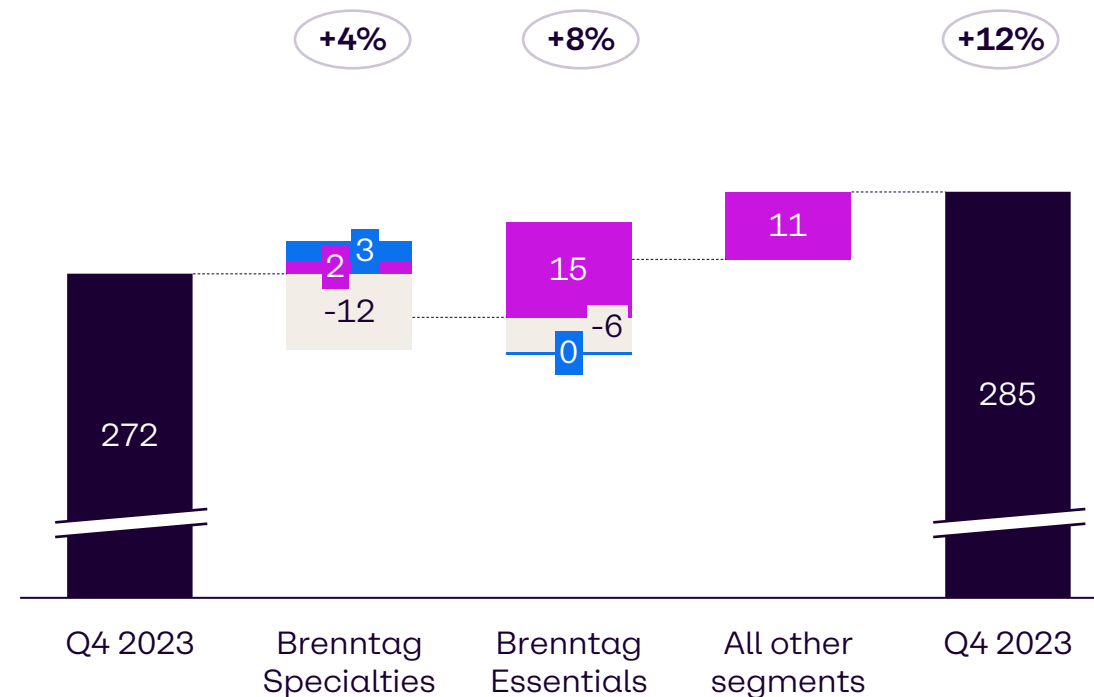 +4%
+8%
+12%
3
2
-12
15
-6
0
11
272
285
Q4 2023
Brenntag
Specialties
Brenntag
Essentials
All other
segments
Q4 2023